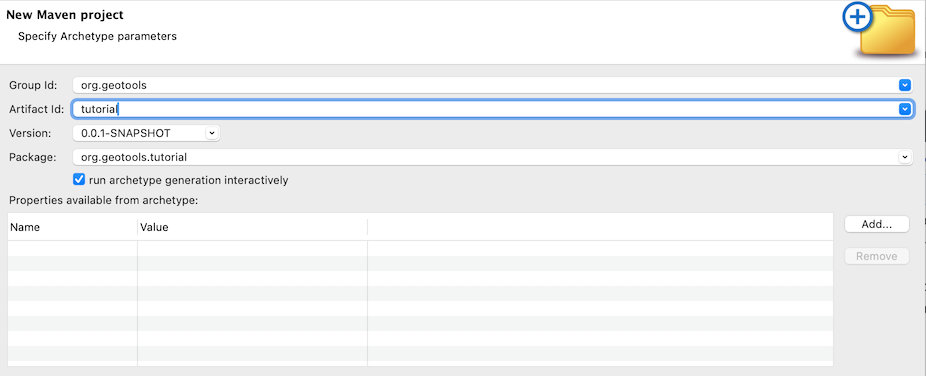 New Maven project
Specify Archetype parameters
Group Id: org.geotools
Artifact Id: tutorial
Version: 0.0.1-SNAPSHOT
Package: org.geotools.tutorial
run archetype generation interactively
Properties available from archetype:
Name Value
Add...
Remove